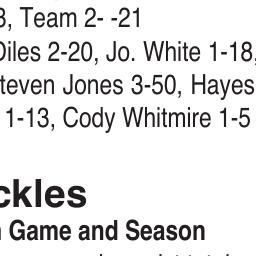 3, Team 2- -21
Diles 2-20, Jo. White 1-18,
teven Jones 3-50, Hayes
1-13, Cody Whitmire 1-5
ckles
Game and Season